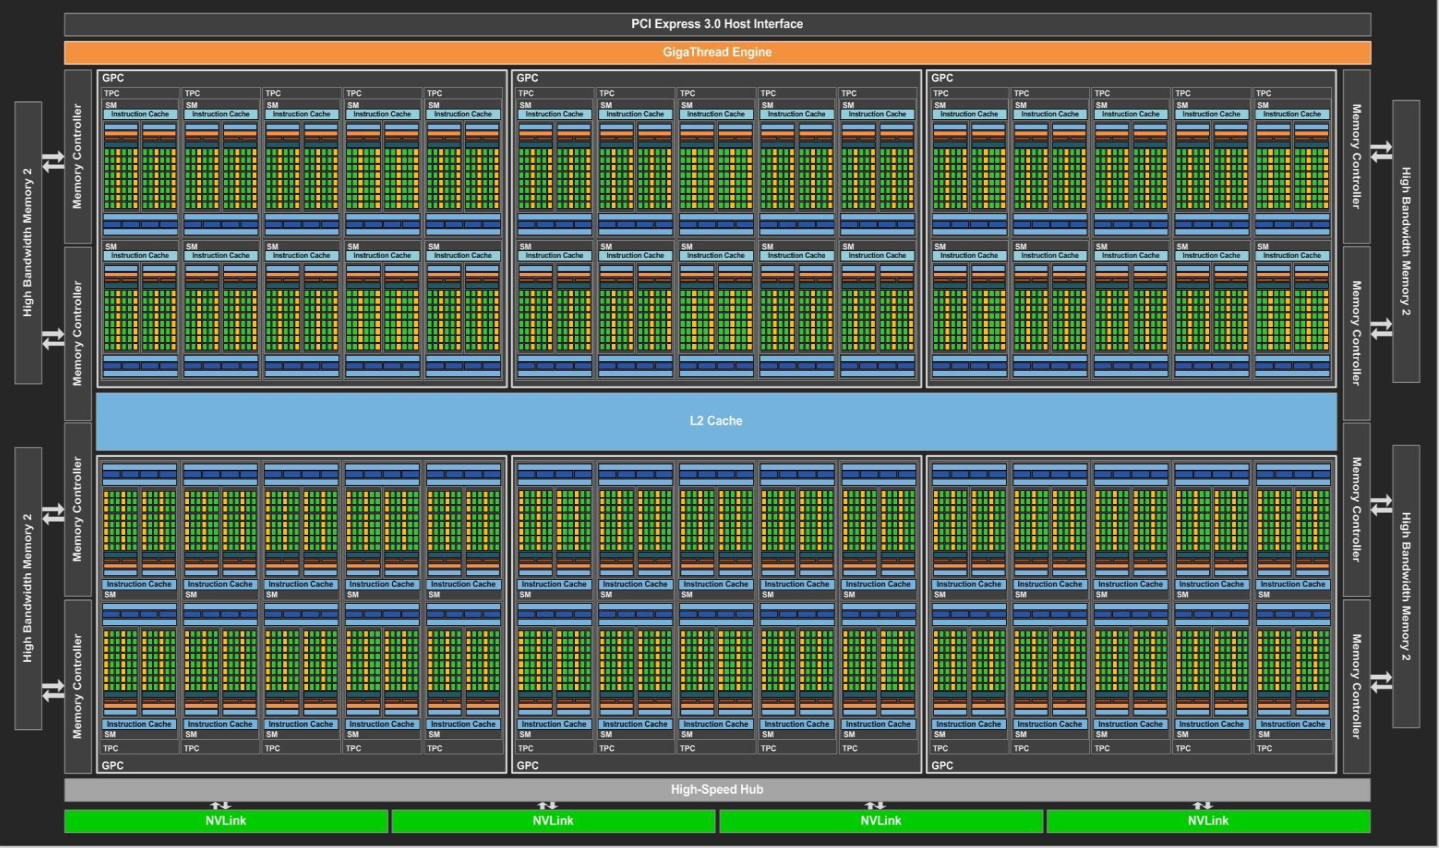 PCI Express 3.0 Host Interface
GigaThread Engine
High Bandwidth Memory 2
High Bandwidth Memory 2
Memory Controller
Memory Controller
Memory Controller
Memory Controller
GPC GPC GPC
TPC TPC TPC TPC TPC TPC TPC TPC TPC TPC TPC TPC TPC TPC TPC
SM SM SM SM SM SM SM SM SM SM SM SM SM SM SM
Instruction Cache Instruction Cache Instruction Cache Instruction Cache Instruction Cache Instruction Cache Instruction Cache Instruction Cache Instruction Cache Instruction Cache Instruction Cache Instruction Cache Instruction Cache Instruction Cache Instruction Cache
SM SM SM SM SM SM SM SM SM SM SM SM SM SM SM
Instruction Cache Instruction Cache Instruction Cache Instruction Cache Instruction Cache Instruction Cache Instruction Cache Instruction Cache Instruction Cache Instruction Cache Instruction Cache Instruction Cache Instruction Cache Instruction Cache Instruction Cache
L2 Cache
Instruction Cache Instruction Cache Instruction Cache Instruction Cache Instruction Cache Instruction Cache Instruction Cache Instruction Cache Instruction Cache Instruction Cache Instruction Cache Instruction Cache Instruction Cache Instruction Cache Instruction Cache
SM SM SM SM SM SM SM SM SM SM SM SM SM SM SM
Instruction Cache Instruction Cache Instruction Cache Instruction Cache Instruction Cache Instruction Cache Instruction Cache Instruction Cache Instruction Cache Instruction Cache Instruction Cache Instruction Cache Instruction Cache Instruction Cache Instruction Cache
SM SM SM SM SM SM SM SM SM SM SM SM SM SM SM
TPC TPC TPC TPC TPC TPC TPC TPC TPC TPC TPC TPC TPC TPC TPC
GPC GPC GPC
Memory Controller
Memory Controller
Memory Controller
Memory Controller
High Bandwidth Memory 2
High Bandwidth Memory 2
High-Speed Hub
NVLink NVLink NVLink NVLink